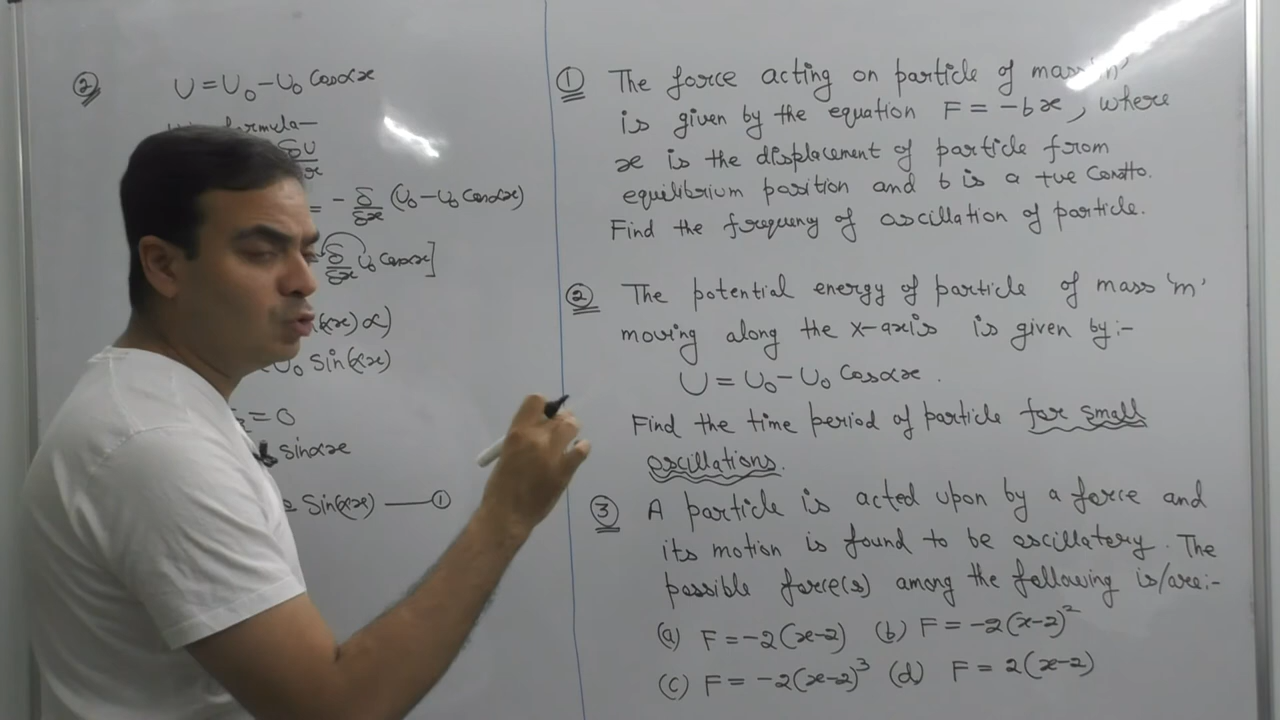 ② U = U₀ - U₀ Cosαx
formula—
δU
= - δ/δx (U₀ - U₀ Cosαx)
δ/δx U₀ Cosαx]
(αx) α)
U₀ Sin(αx)
= 0
sinαx
Sin(αx) —— ①
① The force acting on particle of mass 'm'
is given by the equation F = -bx, where
x is the displacement of particle from
equilibrium position and b is a +ve Constt.
Find the frequny of oscillation of particle.
② The potential energy of particle of mass 'm'
moving along the x-axis is given by:-
U = U₀ - U₀ Cosαx .
Find the time period of particle for small
oscillations.
③ A particle is acted upon by a force and
its motion is found to be oscillatery. The
possible force(s) among the following is/are:-
(a) F = -2(x-2) (b) F = -2(x-2)²
(c) F = -2(x-2)³ (d) F = 2(x-2)